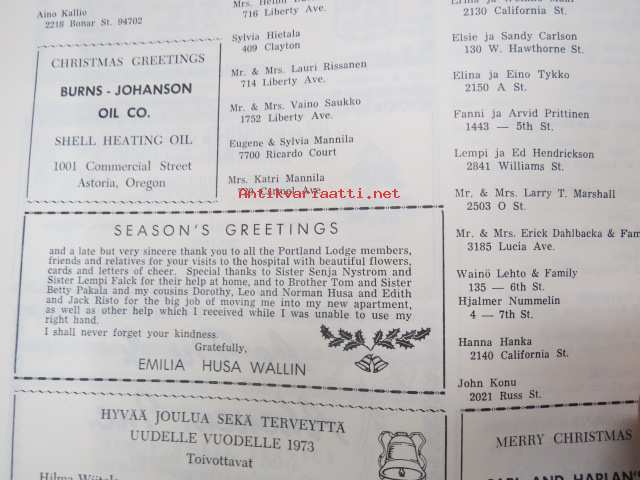 Aino Kallio
2218 Bonar St. 94702
CHRISTMAS GREETINGS
BURNS - JOHANSON
OIL CO.
SHELL HEATING OIL
1001 Commercial Street
Astoria, Oregon
716 Liberty Ave.
Sylvia Hietala
409 Clayton
Mr. & Mrs. Lauri Rissanen
714 Liberty Ave.
Mr. & Mrs. Vaino Saukko
1752 Liberty Ave.
Eugene & Sylvia Mannila
7700 Ricardo Court
Mrs. Katri Mannila
Ave.
Antikvariaatti.net
2130 California St.
Elsie ja Sandy Carlson
130 W. Hawthorne St.
Elina ja Eino Tykko
2150 A St.
Fanni ja Arvid Prittinen
1443 — 5th St.
Lempi ja Ed Hendrickson
2841 Williams St.
Mr. & Mrs. Larry T. Marshall
2503 O St.
Mr. & Mrs. Erick Dahlbacka & Fam
3185 Lucia Ave.
Wainö Lehto & Family
135 — 6th St.
Hjalmer Nummelin
4 — 7th St.
Hanna Hanka
2140 California St.
John Konu
2021 Russ St.
SEASON'S GREETINGS
and a late but very sincere thank you to all the Portland Lodge members,
friends and relatives for your visits to the hospital with beautiful flowers,
cards and letters of cheer. Special thanks to Sister Senja Nystrom and
Sister Lempi Falck for their help at home, and to Brother Tom and Sister
Betty Pakala and my cousins Dorothy, Leo and Norman Husa and Edith
and Jack Risto for the big job of moving me into my new apartment,
as well as other help which I received while I was unable to use my
right hand.
I shall never forget your kindness.
Gratefully,
EMILIA HUSA WALLIN
HYVÄÄ JOULUA SEKÄ TERVEYTTÄ
UUDELLE VUODELLE 1973
Toivottavat
Hilma
MERRY CHRISTMAS
AND HARLAN'